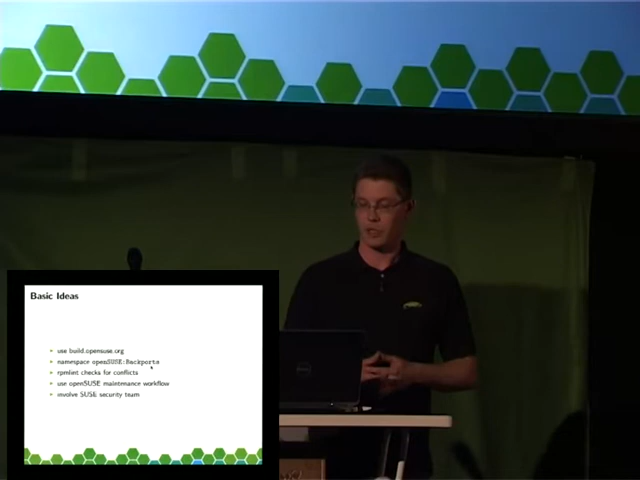 Basic Ideas
use build.opensuse.org
namespace openSUSE:Backports
rpmlint checks for conflicts
use openSUSE maintenance workflow
involve SUSE security team